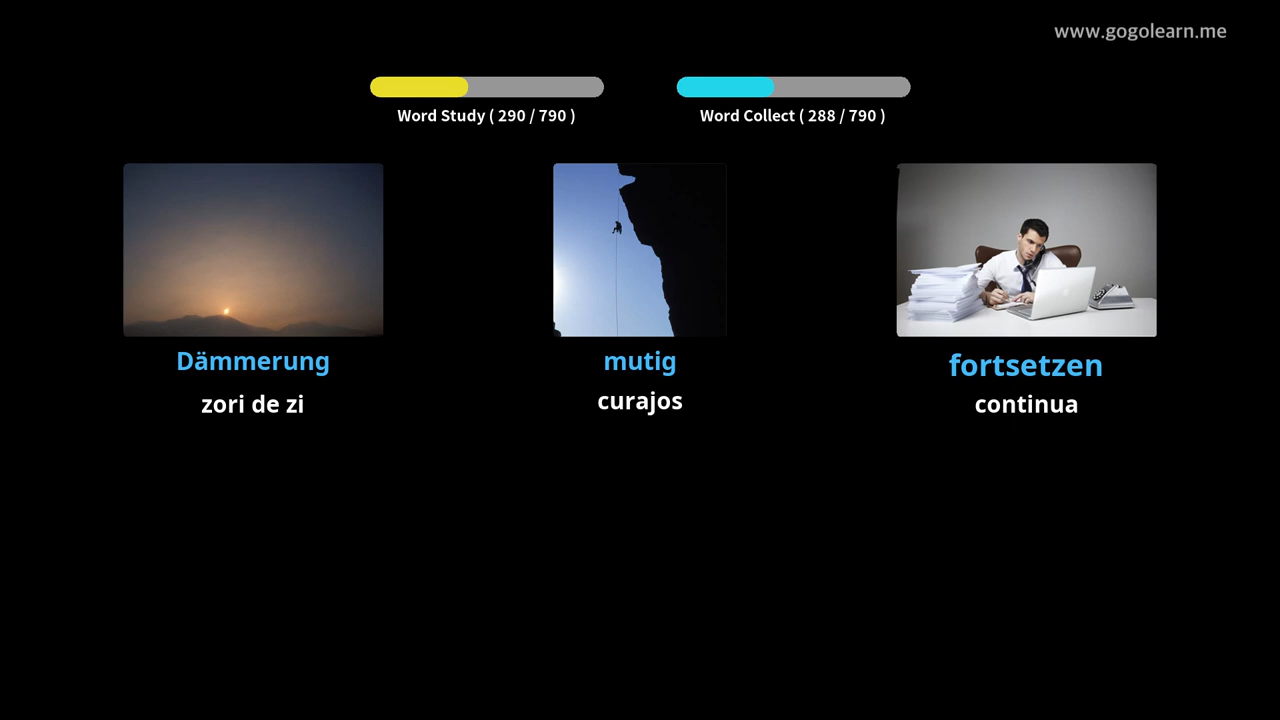 www.gogolearn.me
Word Study ( 290 / 790 )
Word Collect ( 288 / 790 )
Dämmerung
mutig
fortsetzen
zori de zi
curajos
continua